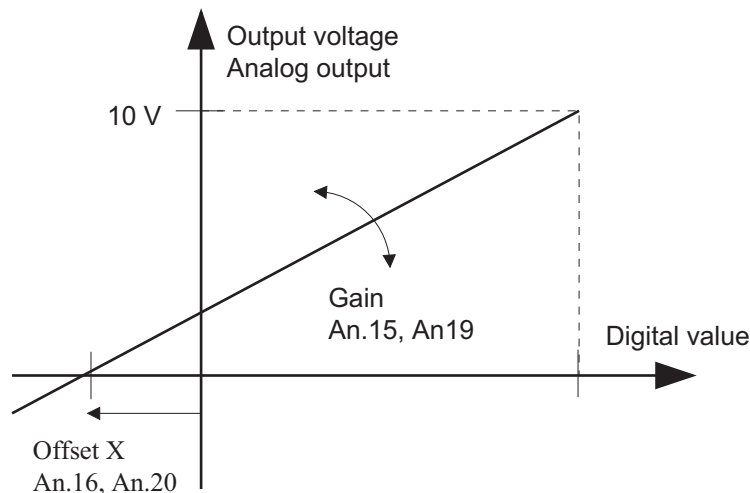 Output voltage
Analog output
10 V
Gain
An.15, An19
Digital value
Offset X
An.16, An.20